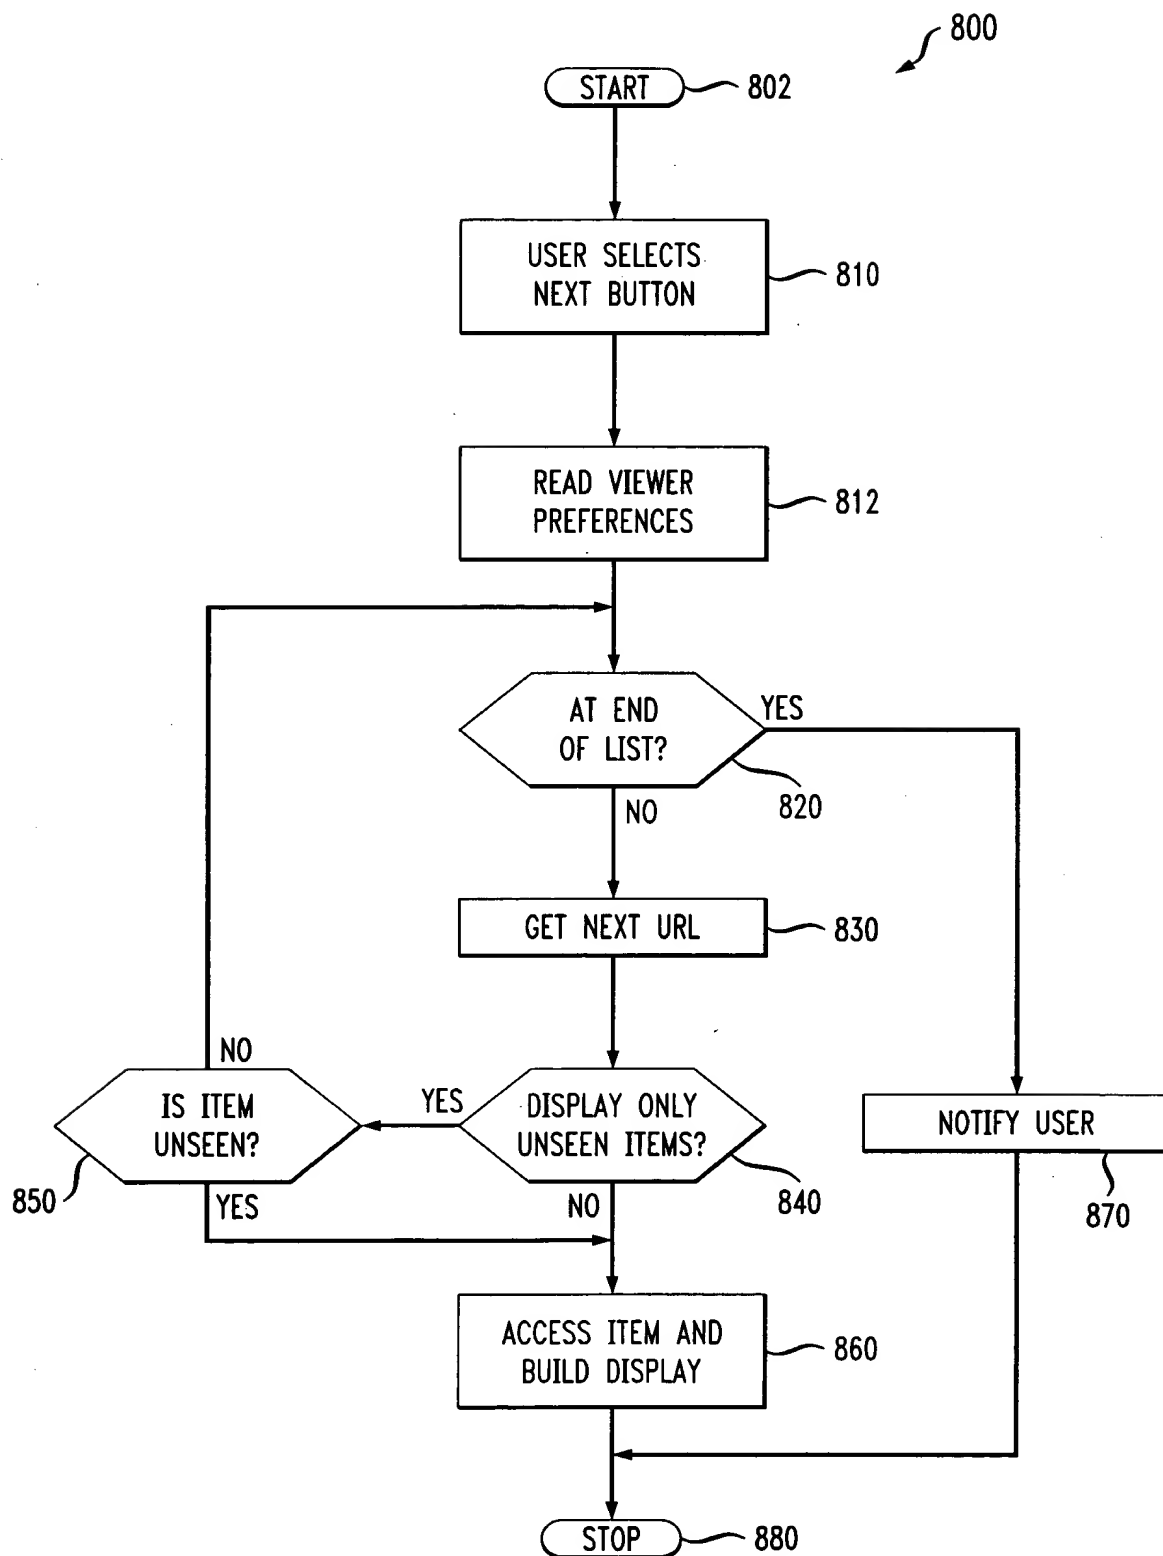 800
START
802
USER SELECTS
NEXT BUTTON
810
READ VIEWER
PREFERENCES
812
AT END
OF LIST?
YES
820
NO
GET NEXT URL
830
NO
IS ITEM
UNSEEN?
850
YES
YES
DISPLAY ONLY
UNSEEN ITEMS?
840
NO
NOTIFY USER
870
ACCESS ITEM AND
BUILD DISPLAY
860
STOP
880